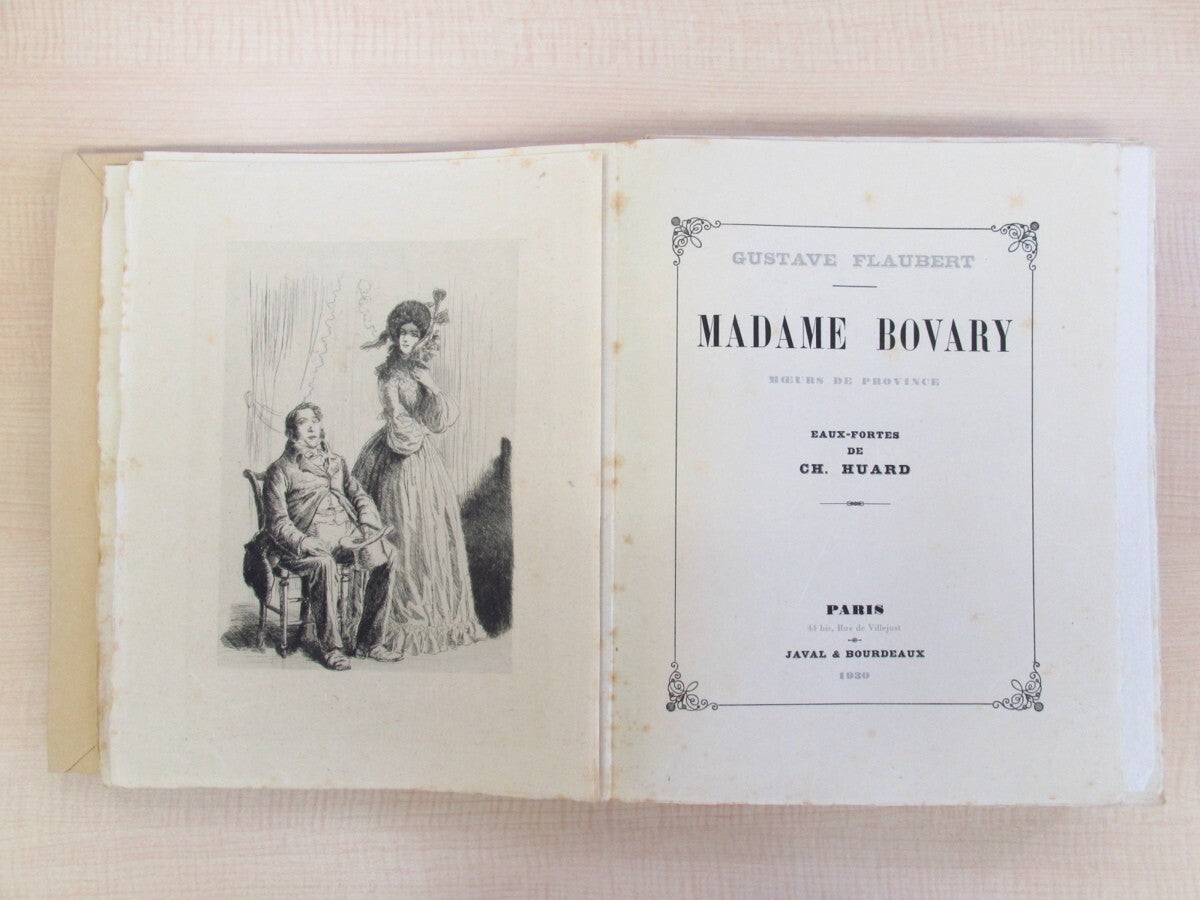 GUSTAVE FLAUBERT
MADAME BOVARY
MŒURS DE PROVINCE
EAUX-FORTES
DE
CH. HUARD
PARIS
44 bis, Rue de Villejust
JAVAL & BOURDEAUX
1930